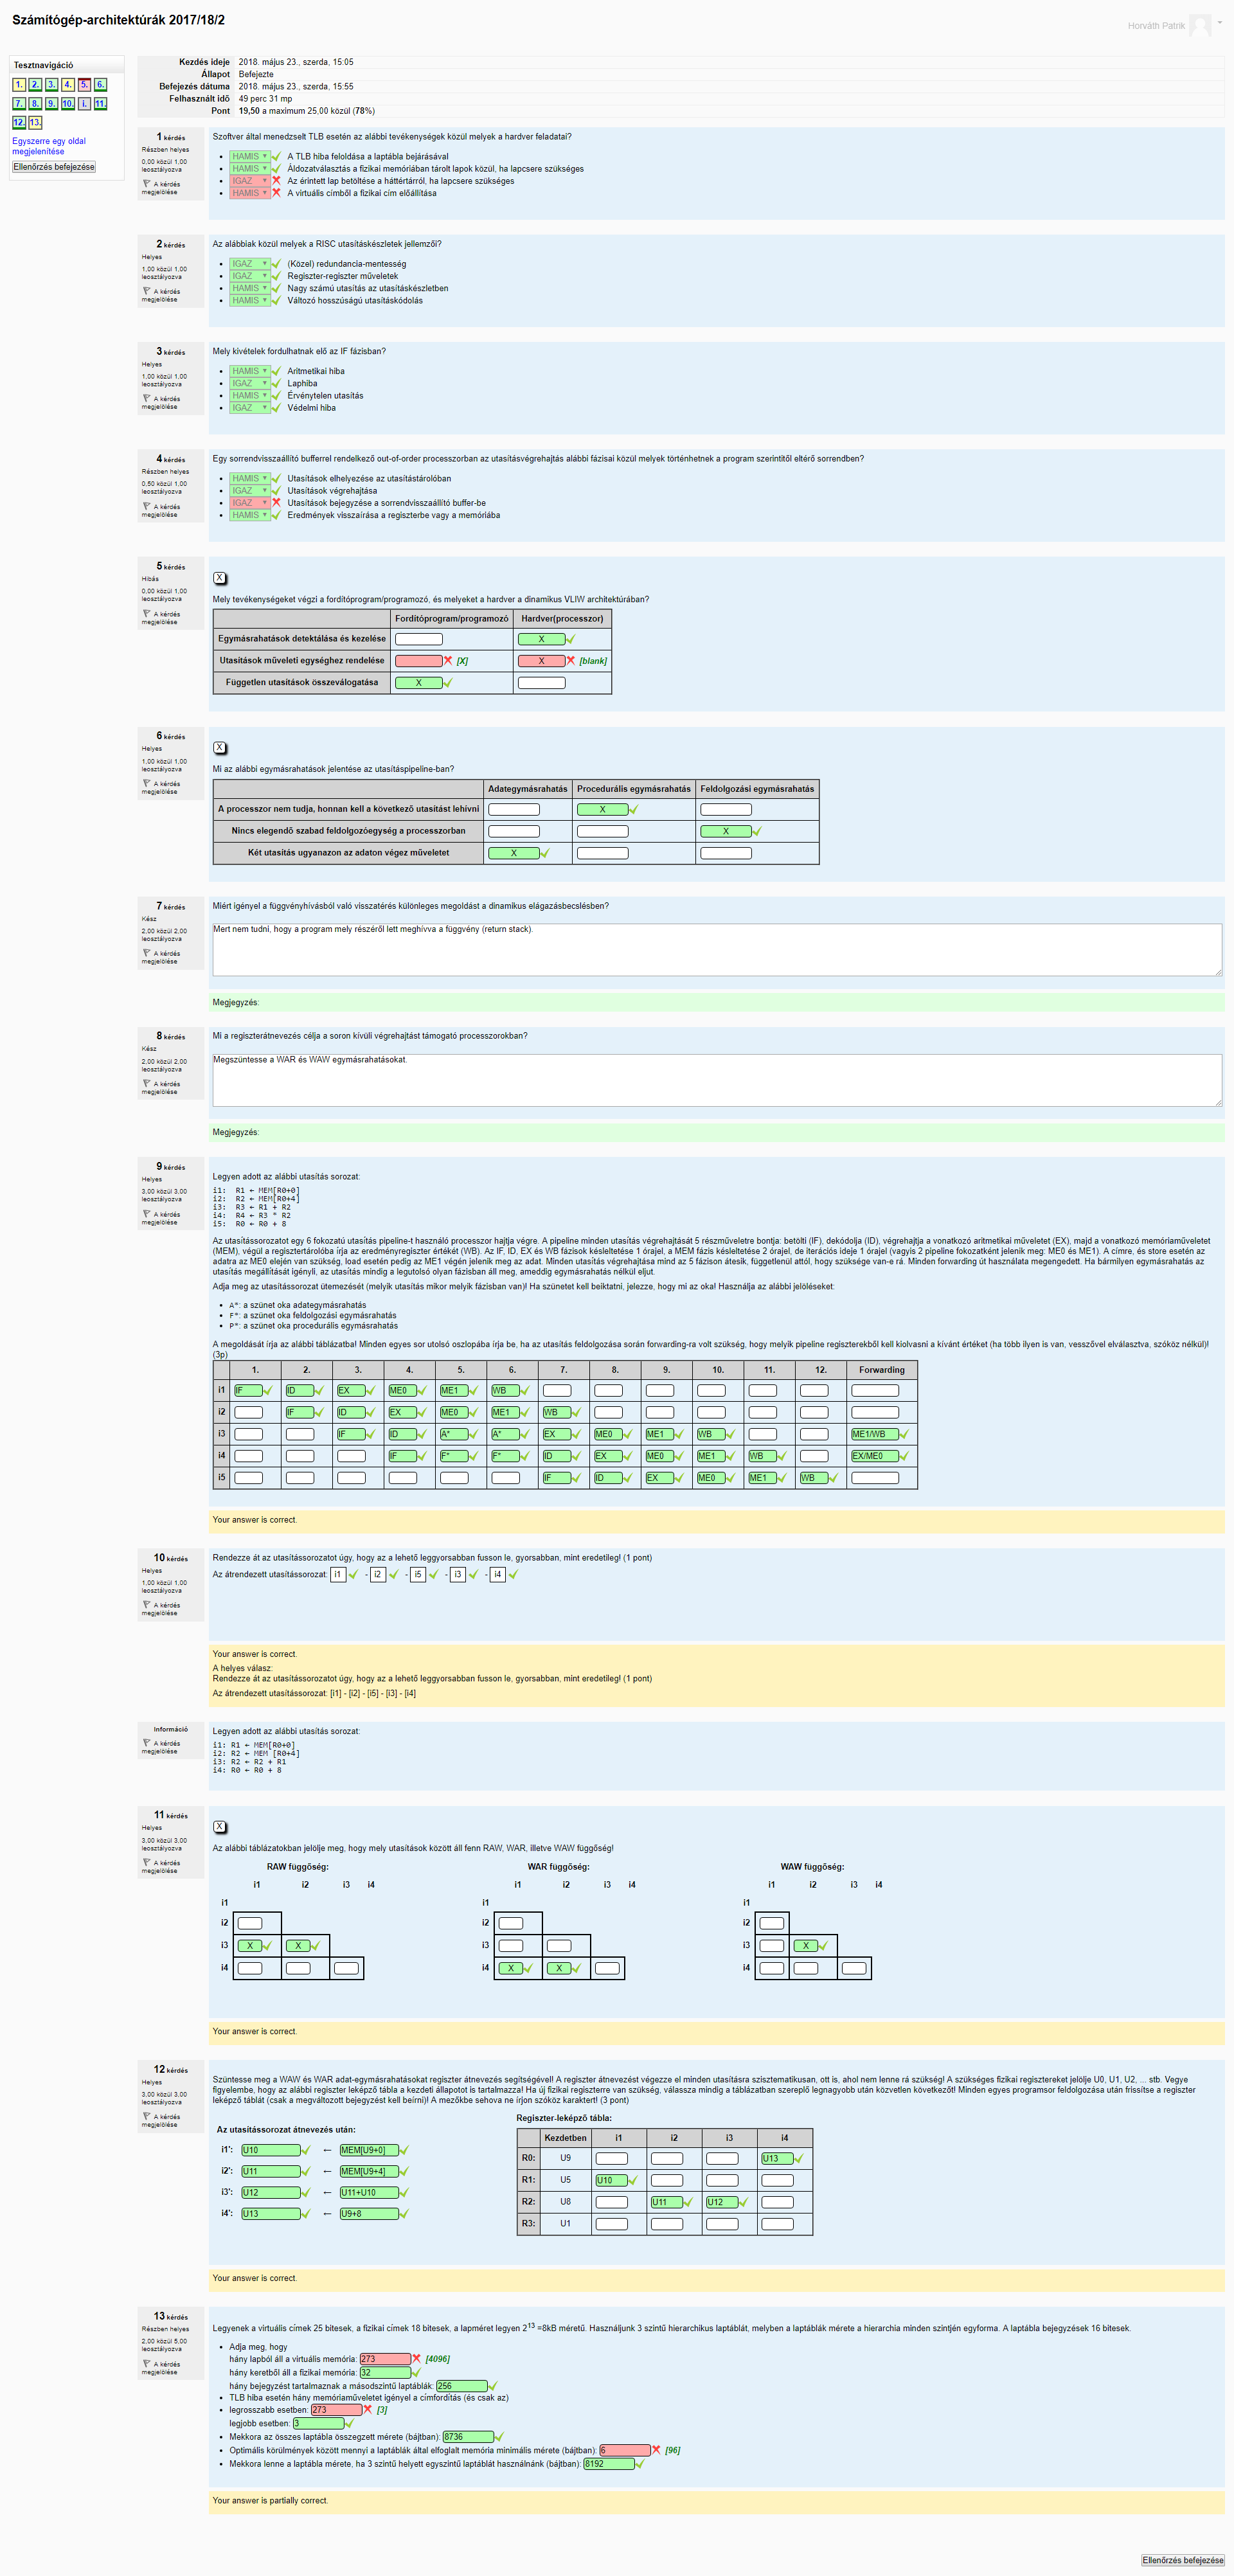 Számítógép-architektúrák 2017/18/2
Horváth Patrik
Tesztnavigáció
1. 2. 3. 4. 5. 6.
7. 8. 9. 10. i. 11.
12. 13.
Egyszerre egy oldal
megjelenítése
Ellenőrzés befejezése
Kezdés ideje 2018. május 23., szerda, 15:05
Állapot Befejezte
Befejezés dátuma 2018. május 23., szerda, 15:55
Felhasznált idő 49 perc 31 mp
Pont 19,50 a maximum 25,00 közül (78%)
1 kérdés
Részben helyes
0,00 közül 1,00
leosztályozva
A kérdés
megjelölése
Szoftver által menedzselt TLB esetén az alábbi tevékenységek közül melyek a hardver feladatai?
HAMIS A TLB hiba feloldása a laptábla bejárásával
HAMIS Áldozatválasztás a fizikai memóriában tárolt lapok közül, ha lapcsere szükséges
IGAZ Az érintett lap betöltése a háttértárról, ha lapcsere szükséges
HAMIS A virtuális címből a fizikai cím előállítása
2 kérdés
Helyes
1,00 közül 1,00
leosztályozva
A kérdés
megjelölése
Az alábbiak közül melyek a RISC utasításkészletek jellemzői?
IGAZ (Közel) redundancia-mentesség
IGAZ Regiszter-regiszter műveletek
HAMIS Nagy számú utasítás az utasításkészletben
HAMIS Változó hosszúságú utasításkódolás
3 kérdés
Helyes
1,00 közül 1,00
leosztályozva
A kérdés
megjelölése
Mely kivételek fordulhatnak elő az IF fázisban?
HAMIS Aritmetikai hiba
IGAZ Laphiba
HAMIS Érvénytelen utasítás
IGAZ Védelmi hiba
4 kérdés
Részben helyes
0,50 közül 1,00
leosztályozva
A kérdés
megjelölése
Egy sorrendvisszaállító bufferrel rendelkező out-of-order processzorban az utasításvégrehajtás alábbi fázisai közül melyek történhetnek a program szerintitől eltérő sorrendben?
HAMIS Utasítások elhelyezése az utasítástárolóban
IGAZ Utasítások végrehajtása
IGAZ Utasítások bejegyzése a sorrendvisszaállító buffer-be
HAMIS Eredmények visszaírása a regiszterbe vagy a memóriába
5 kérdés
Hibás
0,00 közül 1,00
leosztályozva
A kérdés
megjelölése
X
Mely tevékenységeket végzi a fordítóprogram/programozó, és melyeket a hardver a dinamikus VLIW architektúrában?
Fordítóprogram/programozó Hardver(processzor)
Egymásrahatások detektálása és kezelése X
Utasítások műveleti egységhez rendelése [X] X [blank]
Független utasítások összeválogatása X
6 kérdés
Helyes
1,00 közül 1,00
leosztályozva
A kérdés
megjelölése
X
Mi az alábbi egymásrahatások jelentése az utasításpipeline-ban?
Adategymásrahatás Procedurális egymásrahatás Feldolgozási egymásrahatás
A processzor nem tudja, honnan kell a következő utasítást lehívni X
Nincs elegendő szabad feldolgozóegység a processzorban X
Két utasítás ugyanazon az adaton végez műveletet X
7 kérdés
Kész
2,00 közül 2,00
leosztályozva
A kérdés
megjelölése
Miért igényel a függvényhívásból való visszatérés különleges megoldást a dinamikus elágazásbecslésben?
Mert nem tudni, hogy a program mely részéről lett meghívva a függvény (return stack).
Megjegyzés:
8 kérdés
Kész
2,00 közül 2,00
leosztályozva
A kérdés
megjelölése
Mi a regiszterátnevezés célja a soron kívüli végrehajtást támogató processzorokban?
Megszüntesse a WAR és WAW egymásrahatásokat.
Megjegyzés:
9 kérdés
Helyes
3,00 közül 3,00
leosztályozva
A kérdés
megjelölése
Legyen adott az alábbi utasítás sorozat:
i1: R1 ← MEM[R0+0]
i2: R2 ← MEM[R0+4]
i3: R3 ← R1 + R2
i4: R4 ← R3 * R2
i5: R0 ← R0 + 8
Az utasítássorozatot egy 6 fokozatú utasítás pipeline-t használó processzor hajtja végre. A pipeline minden utasítás végrehajtását 5 részműveletre bontja: betölti (IF), dekódolja (ID), végrehajtja a vonatkozó aritmetikai műveletet (EX), majd a vonatkozó memóriaműveletet
(MEM), végül a regisztertárolóba írja az eredményregiszter értékét (WB). Az IF, ID, EX és WB fázisok késleltetése 1 órajel, a MEM fázis késleltetése 2 órajel, de iterációs ideje 1 órajel (vagyis 2 pipeline fokozatként jelenik meg: ME0 és ME1). A címre, és store esetén az
adatra az ME0 elején van szükség, load esetén pedig az ME1 végén jelenik meg az adat. Minden utasítás végrehajtása mind az 5 fázison átesik, függetlenül attól, hogy szüksége van-e rá. Minden forwarding út használata megengedett. Ha bármilyen egymásrahatás az
utasítás megállítását igényli, az utasítás mindig a legutolsó olyan fázisban áll meg, ameddig egymásrahatás nélkül eljut.
Adja meg az utasítássorozat ütemezését (melyik utasítás mikor melyik fázisban van)! Ha szünetet kell beiktatni, jelezze, hogy mi az oka! Használja az alábbi jelöléseket:
A*: a szünet oka adategymásrahatás
F*: a szünet oka feldolgozási egymásrahatás
P*: a szünet oka procedurális egymásrahatás
A megoldását írja az alábbi táblázatba! Minden egyes sor utolsó oszlopába írja be, ha az utasítás feldolgozása során forwarding-ra volt szükség, hogy melyik pipeline regiszterekből kell kiolvasni a kívánt értéket (ha több ilyen is van, vesszővel elválasztva, szóköz nélkül)!
(3p)
1. 2. 3. 4. 5. 6. 7. 8. 9. 10. 11. 12. Forwarding
i1 IF ID EX ME0 ME1 WB
i2 IF ID EX ME0 ME1 WB
i3 IF ID A* A* EX ME0 ME1 WB ME1/WB
i4 IF F* F* ID EX ME0 ME1 WB EX/ME0
i5 IF ID EX ME0 ME1 WB
Your answer is correct.
10 kérdés
Helyes
1,00 közül 1,00
leosztályozva
A kérdés
megjelölése
Rendezze át az utasítássorozatot úgy, hogy az a lehető leggyorsabban fusson le, gyorsabban, mint eredetileg! (1 pont)
Az átrendezett utasítássorozat: i1 - i2 - i5 - i3 - i4
Your answer is correct.
A helyes válasz:
Rendezze át az utasítássorozatot úgy, hogy az a lehető leggyorsabban fusson le, gyorsabban, mint eredetileg! (1 pont)
Az átrendezett utasítássorozat: [i1] - [i2] - [i5] - [i3] - [i4]
Információ
A kérdés
megjelölése
Legyen adott az alábbi utasítás sorozat:
i1: R1 ← MEM[R0+0]
i2: R2 ← MEM [R0+4]
i3: R2 ← R2 + R1
i4: R0 ← R0 + 8
11 kérdés
Helyes
3,00 közül 3,00
leosztályozva
A kérdés
megjelölése
X
Az alábbi táblázatokban jelölje meg, hogy mely utasítások között áll fenn RAW, WAR, illetve WAW függőség!
RAW függőség: WAR függőség: WAW függőség:
i1 i2 i3 i4 i1 i2 i3 i4 i1 i2 i3 i4
i1 i1 i1
i2 i2 i2
i3 X X i3 i3 X
i4 i4 X X i4
Your answer is correct.
12 kérdés
Helyes
3,00 közül 3,00
leosztályozva
A kérdés
megjelölése
Szüntesse meg a WAW és WAR adat-egymásrahatásokat regiszter átnevezés segítségével! A regiszter átnevezést végezze el minden utasításra szisztematikusan, ott is, ahol nem lenne rá szükség! A szükséges fizikai regisztereket jelölje U0, U1, U2, ... stb. Vegye
figyelembe, hogy az alábbi regiszter leképző tábla a kezdeti állapotot is tartalmazza! Ha új fizikai regiszterre van szükség, válassza mindig a táblázatban szereplő legnagyobb után közvetlen következőt! Minden egyes programsor feldolgozása után frissítse a regiszter
leképző táblát (csak a megváltozott bejegyzést kell beírni)! A mezőkbe sehova ne írjon szóköz karaktert! (3 pont)
Az utasítássorozat átnevezés után:
i1': U10 ← MEM[U9+0]
i2': U11 ← MEM[U9+4]
i3': U12 ← U11+U10
i4': U13 ← U9+8
Regiszter-leképző tábla:
Kezdetben i1 i2 i3 i4
R0: U9 U13
R1: U5 U10
R2: U8 U11 U12
R3: U1
Your answer is correct.
13 kérdés
Részben helyes
2,00 közül 5,00
leosztályozva
A kérdés
megjelölése
Legyenek a virtuális címek 25 bitesek, a fizikai címek 18 bitesek, a lapméret legyen 2^13 =8kB méretű. Használjunk 3 szintű hierarchikus laptáblát, melyben a laptáblák mérete a hierarchia minden szintjén egyforma. A laptábla bejegyzések 16 bitesek.
Adja meg, hogy
hány lapból áll a virtuális memória: 273 [4096]
hány keretből áll a fizikai memória: 32
hány bejegyzést tartalmaznak a másodszintű laptáblák: 256
TLB hiba esetén hány memóriaműveletet igényel a címfordítás (és csak az)
legrosszabb esetben: 273 [3]
legjobb esetben: 3
Mekkora az összes laptábla összegzett mérete (bájtban): 8736
Optimális körülmények között mennyi a laptáblák által elfoglalt memória minimális mérete (bájtban): 6 [96]
Mekkora lenne a laptábla mérete, ha 3 szintű helyett egyszintű laptáblát használnánk (bájtban): 8192
Your answer is partially correct.
Ellenőrzés befejezése